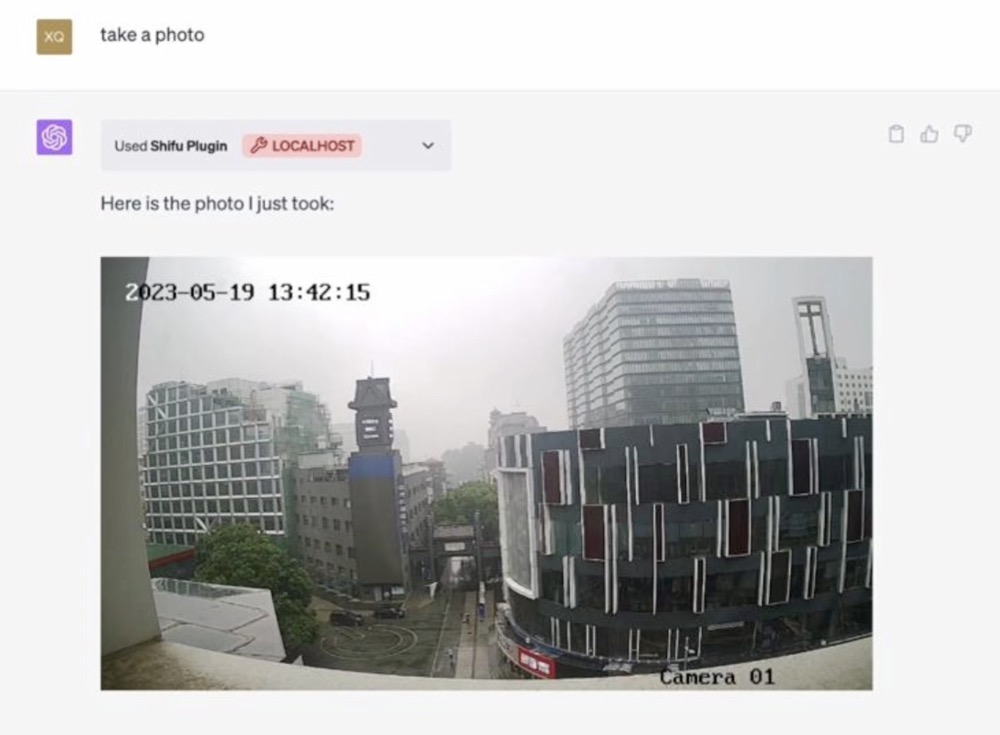 XQ
take a photo
Used Shifu Plugin LOCALHOST
Here is the photo I just took:
2023-05-19 13:42:15
Camera 01